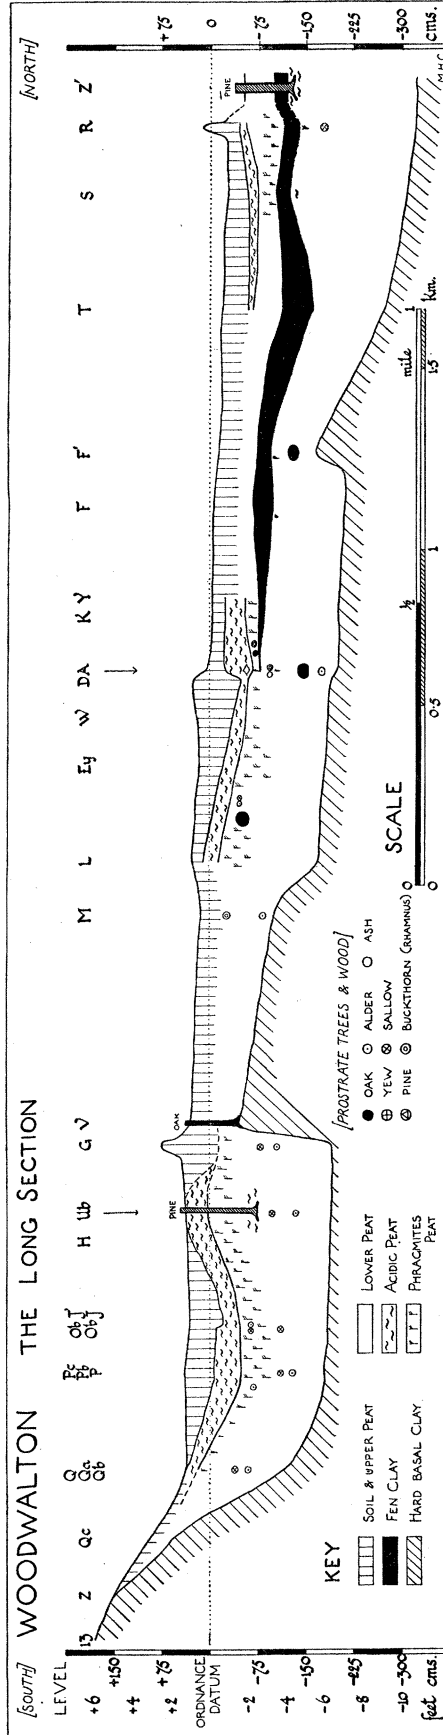 [SOUTH] WOODWALTON THE LONG SECTION [NORTH]
LEVEL 13 Z Qc Q Qa Qb Pc Pb P Ob J Ob J H Ub G V M L Ey W DA K Y F F' T S R Z'
+6 +150
+4
+2 +75
ORDNANCE DATUM
-2 -75
-4 -150
-6
-8 -225
-10 -300
feet cms.
+75
0
-75
-150
-225
-300
cms.
PINE
OAK
PINE
KEY
SOIL & UPPER PEAT
FEN CLAY
HARD BASAL CLAY
LOWER PEAT
ACIDIC PEAT
PHRAGMITES PEAT
[PROSTRATE TREES & WOOD]
OAK ALDER ASH
YEW SALLOW
PINE BUCKTHORN (RHAMNUS)
SCALE
0 ½ mile 1
0 0·5 1 1·5 Km.
M.H.C.